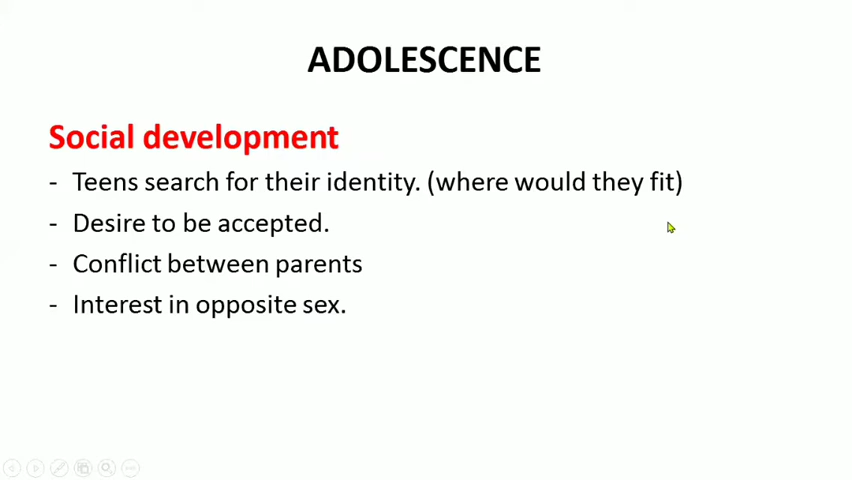 ADOLESCENCE
Social development
- Teens search for their identity. (where would they fit)
- Desire to be accepted.
- Conflict between parents
- Interest in opposite sex.